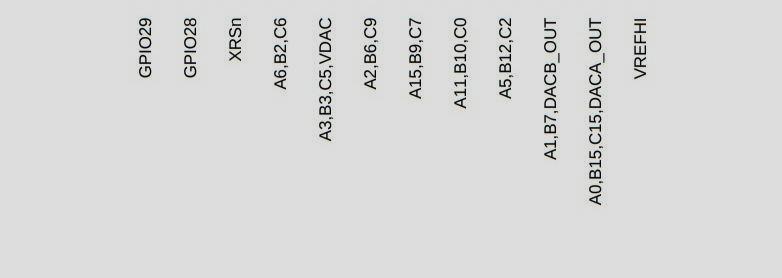 GPIO29
GPIO28
XRSn
A6,B2,C6
A3,B3,C5,VDAC
A2,B6,C9
A15,B9,C7
A11,B10,C0
A5,B12,C2
A1,B7,DACB_OUT
A0,B15,C15,DACA_OUT
VREFHI